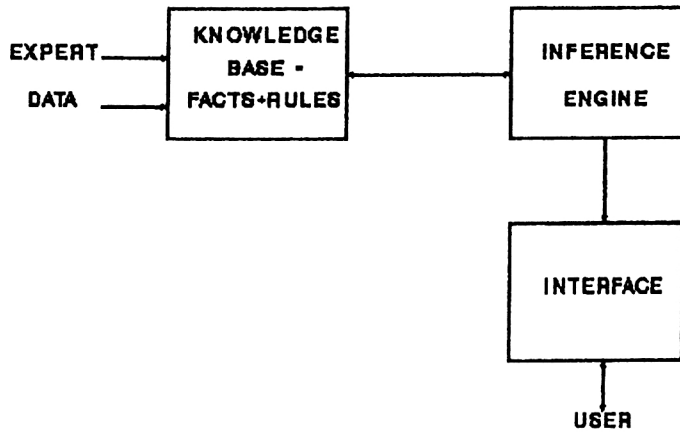 EXPERT
DATA
KNOWLEDGE
BASE =
FACTS+RULES
INFERENCE
ENGINE
INTERFACE
USER